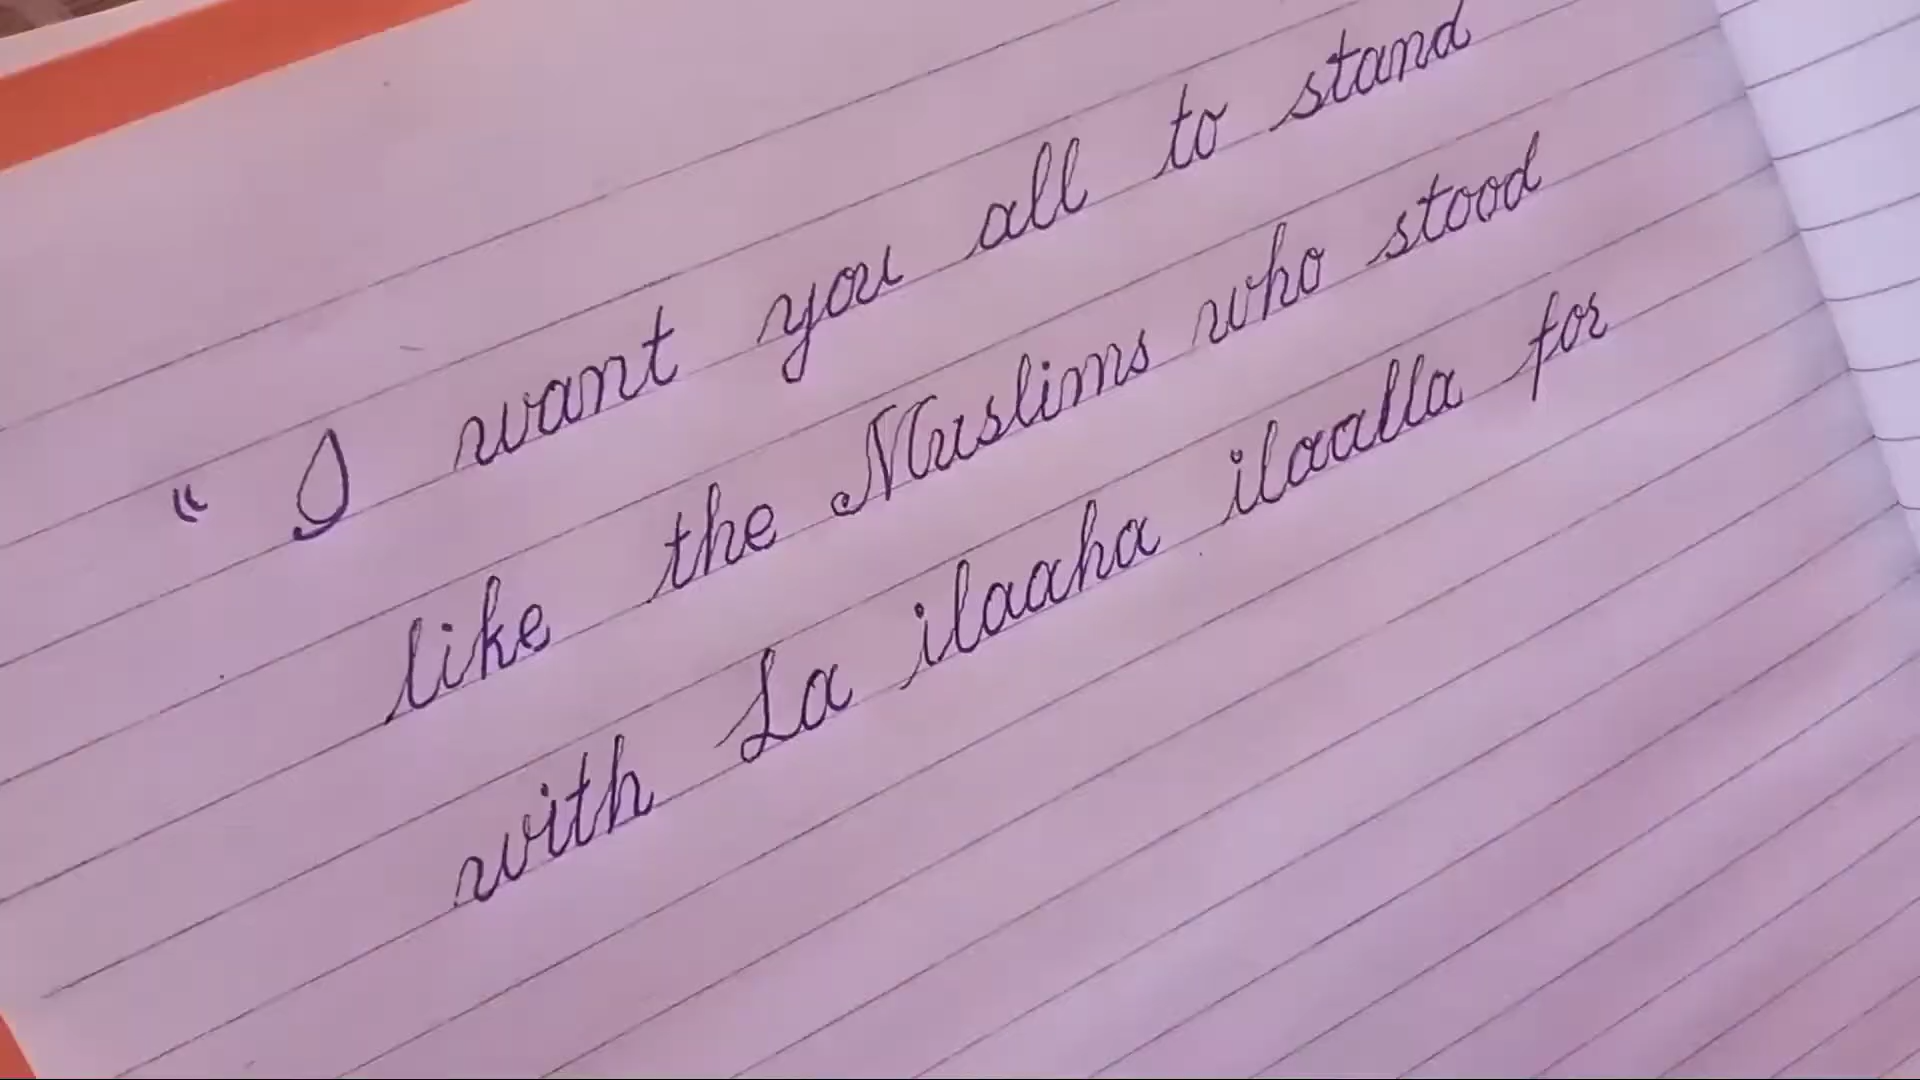 “ I want you all to stand
like the Muslims who stood
with La ilaaha ilaalla for